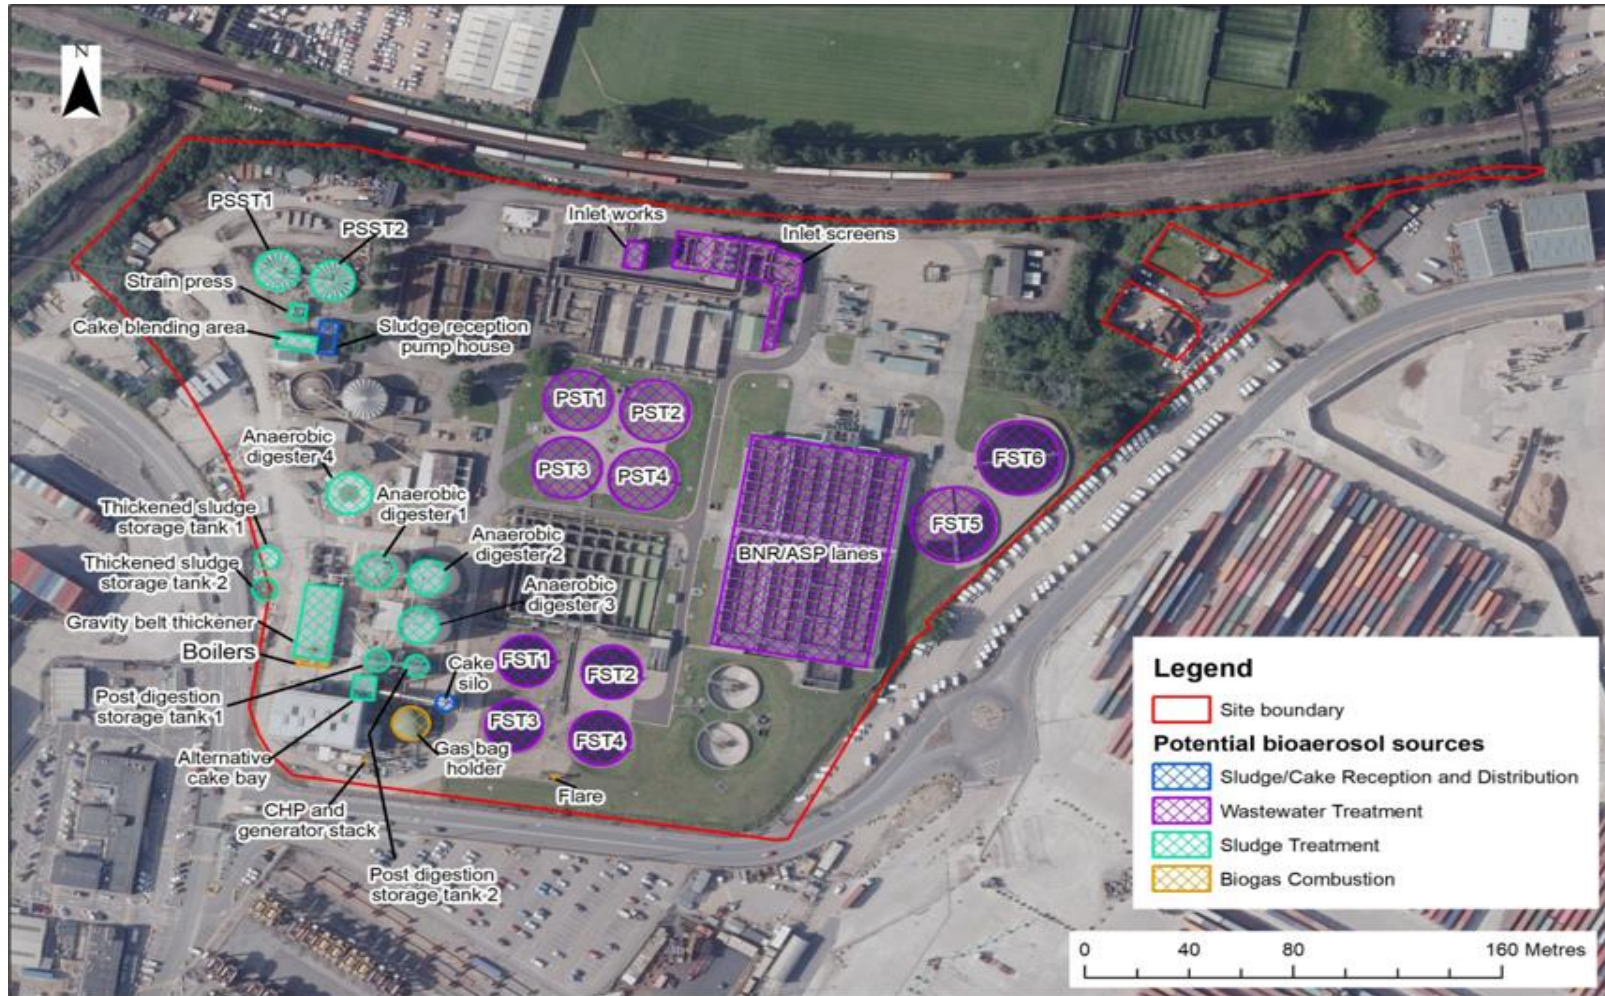 N
PSST1
PSST2
Inlet works
Inlet screens
Strain press
Cake blending area
Sludge reception
pump house
PST1
PST2
PST3
PST4
Anaerobic
digester 4
FST6
Thickened sludge
storage tank 1
Anaerobic
digester 1
FST5
Thickened sludge
storage tank 2
Anaerobic
digester 2
BNR/ASP lanes
Anaerobic
digester 3
Gravity belt thickener
Boilers
FST1
FST2
Cake
silo
Post digestion
storage tank 1
FST3
FST4
Gas bag
holder
Alternative
cake bay
Flare
CHP and
generator stack
Post digestion
storage tank 2
Legend
Site boundary
Potential bioaerosol sources
Sludge/Cake Reception and Distribution
Wastewater Treatment
Sludge Treatment
Biogas Combustion
0 40 80 160 Metres